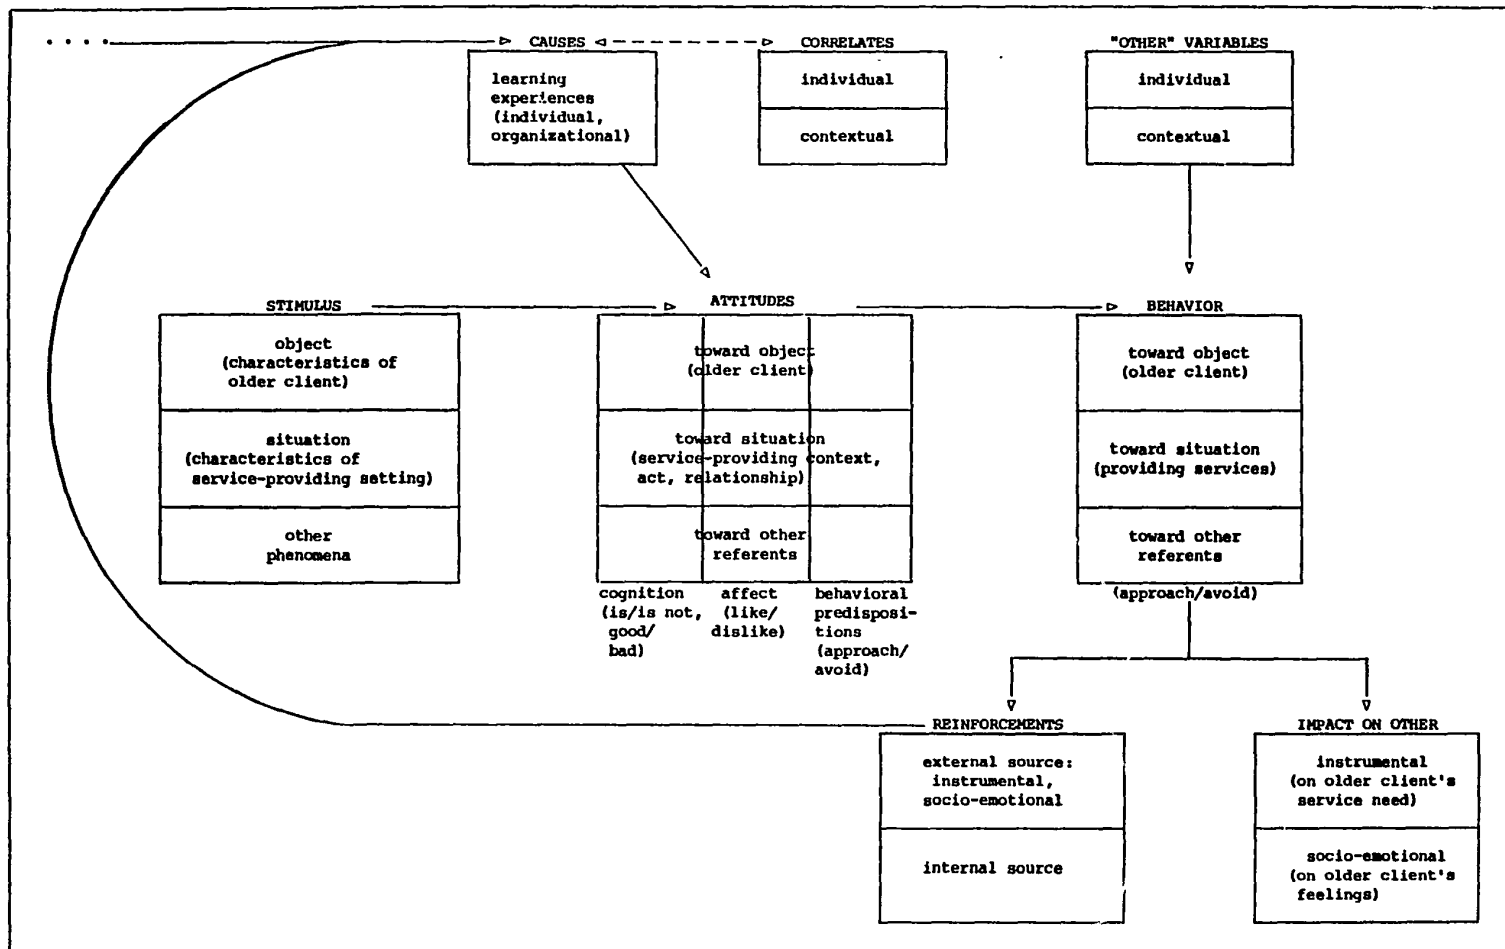 CAUSES
learning
experiences
(individual,
organizational)
CORRELATES
individual
contextual
"OTHER" VARIABLES
individual
contextual
STIMULUS
object
(characteristics of
older client)
situation
(characteristics of
service-providing setting)
other
phenomena
ATTITUDES
toward object
(older client)
toward situation
(service-providing context,
act, relationship)
toward other
referents
cognition
(is/is not,
good/
bad)
affect
(like/
dislike)
behavioral
predisposi-
tions
(approach/
avoid)
BEHAVIOR
toward object
(older client)
toward situation
(providing services)
toward other
referents
(approach/avoid)
REINFORCEMENTS
external source:
instrumental,
socio-emotional
internal source
IMPACT ON OTHER
instrumental
(on older client's
service need)
socio-emotional
(on older client's
feelings)